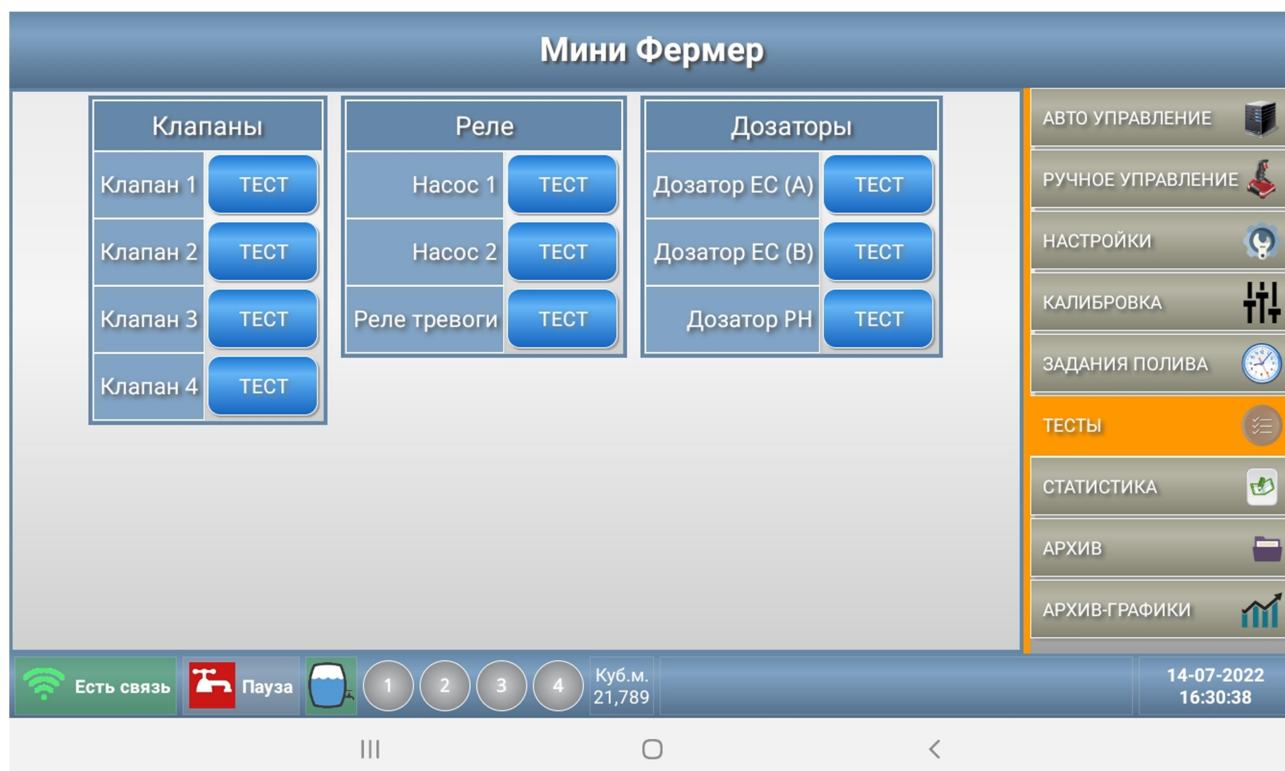 Мини Фермер
Клапаны
Клапан 1 ТЕСТ
Клапан 2 ТЕСТ
Клапан 3 ТЕСТ
Клапан 4 ТЕСТ
Реле
Насос 1 ТЕСТ
Насос 2 ТЕСТ
Реле тревоги ТЕСТ
Дозаторы
Дозатор ЕС (А) ТЕСТ
Дозатор ЕС (В) ТЕСТ
Дозатор РН ТЕСТ
АВТО УПРАВЛЕНИЕ
РУЧНОЕ УПРАВЛЕНИЕ
НАСТРОЙКИ
КАЛИБРОВКА
ЗАДАНИЯ ПОЛИВА
ТЕСТЫ
СТАТИСТИКА
АРХИВ
АРХИВ-ГРАФИКИ
Есть связь
Пауза
1 2 3 4
Куб.м.
21,789
14-07-2022
16:30:38